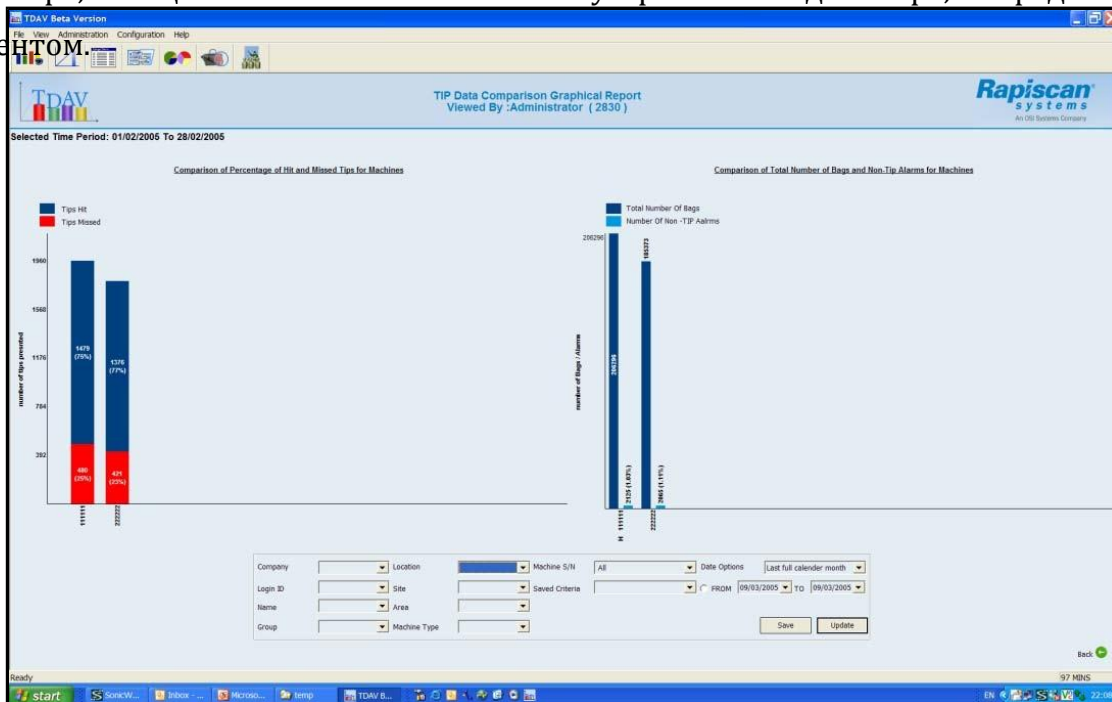 TDAV Beta Version
File View Administration Configuration Help
ентом.
TDAV
TIP Data Comparison Graphical Report
Viewed By :Administrator ( 2830 )
Rapiscan
systems
An OSI Systems Company
Selected Time Period: 01/02/2005 To 28/02/2005
Comparison of Percentage of Hit and Missed Tips for Machines
Tips Hit
Tips Missed
number of tips presented
1960
1568
1176
784
392
1479
(75%)
480
(25%)
1376
(77%)
421
(23%)
111111
222222
Comparison of Total Number of Bags and Non-Tip Alarms for Machines
Total Number Of Bags
Number Of Non -TIP Aalrms
number of Bags / Alarms
206296
206296
2125 (1.03%)
185373
2065 (1.11%)
H 111111
222222
Company Location Machine S/N All Date Options Last full calender month
Login ID Site Saved Criteria FROM 09/03/2005 TO 09/03/2005
Name Area
Group Machine Type Save Update
Back
Ready 97 MINS
start SonicW... Inbox - ... Microso... temp TDAV B... EN 22:08